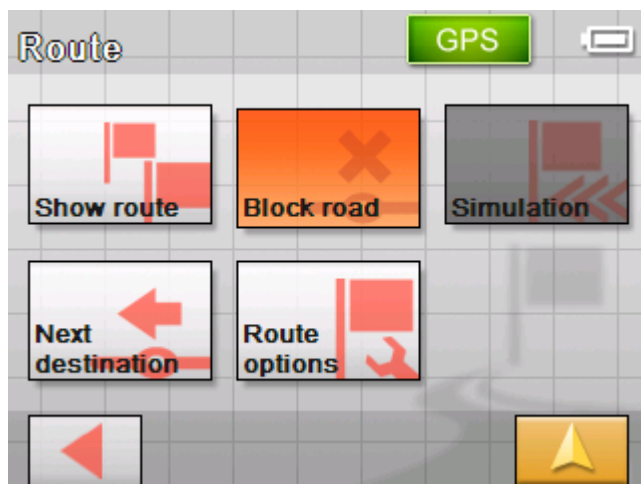 Route
GPS
Show route
Block road
Simulation
Next
destination
Route
options